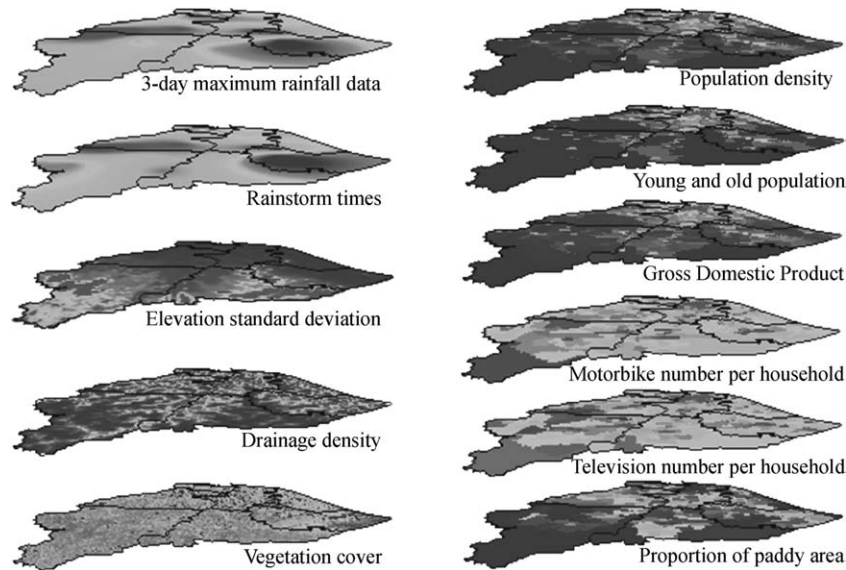 3-day maximum rainfall data
Rainstorm times
Elevation standard deviation
Drainage density
Vegetation cover
Population density
Young and old population
Gross Domestic Product
Motorbike number per household
Television number per household
Proportion of paddy area